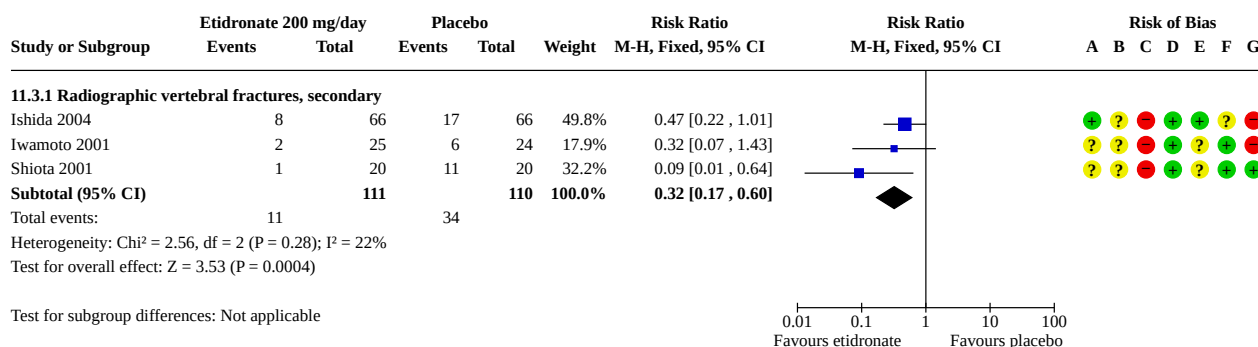 Etidronate 200 mg/day Placebo Risk Ratio Risk Ratio Risk of Bias
Study or Subgroup Events Total Events Total Weight M-H, Fixed, 95% CI M-H, Fixed, 95% CI A B C D E F G
11.3.1 Radiographic vertebral fractures, secondary
Ishida 2004 8 66 17 66 49.8% 0.47 [0.22 , 1.01] + ? − + + ? −
Iwamoto 2001 2 25 6 24 17.9% 0.32 [0.07 , 1.43] ? ? − + ? + −
Shiota 2001 1 20 11 20 32.2% 0.09 [0.01 , 0.64] ? ? − + ? + +
Subtotal (95% CI) 111 110 100.0% 0.32 [0.17 , 0.60]
Total events: 11 34
Heterogeneity: Chi² = 2.56, df = 2 (P = 0.28); I² = 22%
Test for overall effect: Z = 3.53 (P = 0.0004)
Test for subgroup differences: Not applicable
0.01 0.1 1 10 100
Favours etidronate Favours placebo